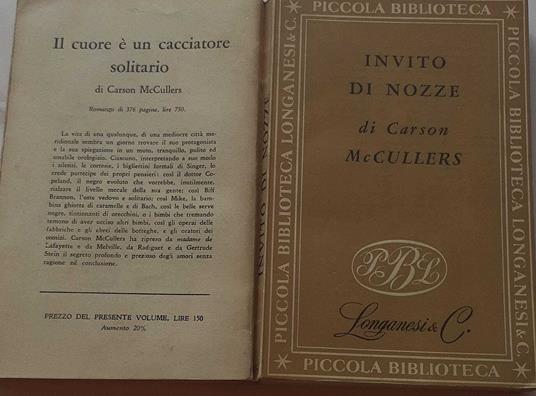 Il cuore è un cacciatore
solitario
di Carson McCullers
Romanzo di 376 pagine, lire 750.
La vita di una qualunque, di una mediocre città me-
ridionale sembra un giorno trovare il suo protagonista
e la sua spiegazione in un muto, tranquillo, pulito ed
amabile orologiaio. Ciascuno, interpretando a suo modo
i silenzi, le cortesie, i bigliettini formali di Singer, lo
crede partecipe dei propri pensieri: così il dottor Co-
peland, il negro evoluto che vorrebbe, inutilmente,
rialzare il livello morale della sua gente; così Biff
Brannon, l'oste vedovo e solitario; così Mike, la bam-
bina ghiotta di caramelle e di Bach, così le belle serve
negre, tintinnanti di orecchini, o i bimbi che tremando
temono di aver ucciso altri bimbi, così gli operai delle
fabbriche e gli ebrei delle botteghe, e gli oratori dei
comizi. Carson McCullers ha ripreso da madame de
Lafayette e da Melville, da Radiguet e da Gertrude
Stein il segreto profondo e prezioso degli amori senza
ragione né conclusione.
PREZZO DEL PRESENTE VOLUME, LIRE 150
Aumento 20%
INVITO DI NOZZE
PICCOLA BIBLIOTECA
PICCOLA BIBLIOTECA LONGANESI & C.
INVITO
DI NOZZE
di Carson
McCULLERS
PBL
Longanesi & C.
PICCOLA BIBLIOTECA LONGANESI & C.
PICCOLA BIBLIOTECA